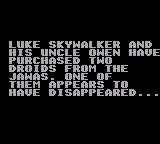 LUKE SKYWALKER AND
HIS UNCLE OWEN HAVE
PURCHASED TWO
DROIDS FROM THE
JAWAS. ONE OF
THEM APPEARS TO
HAVE DISAPPEARED...